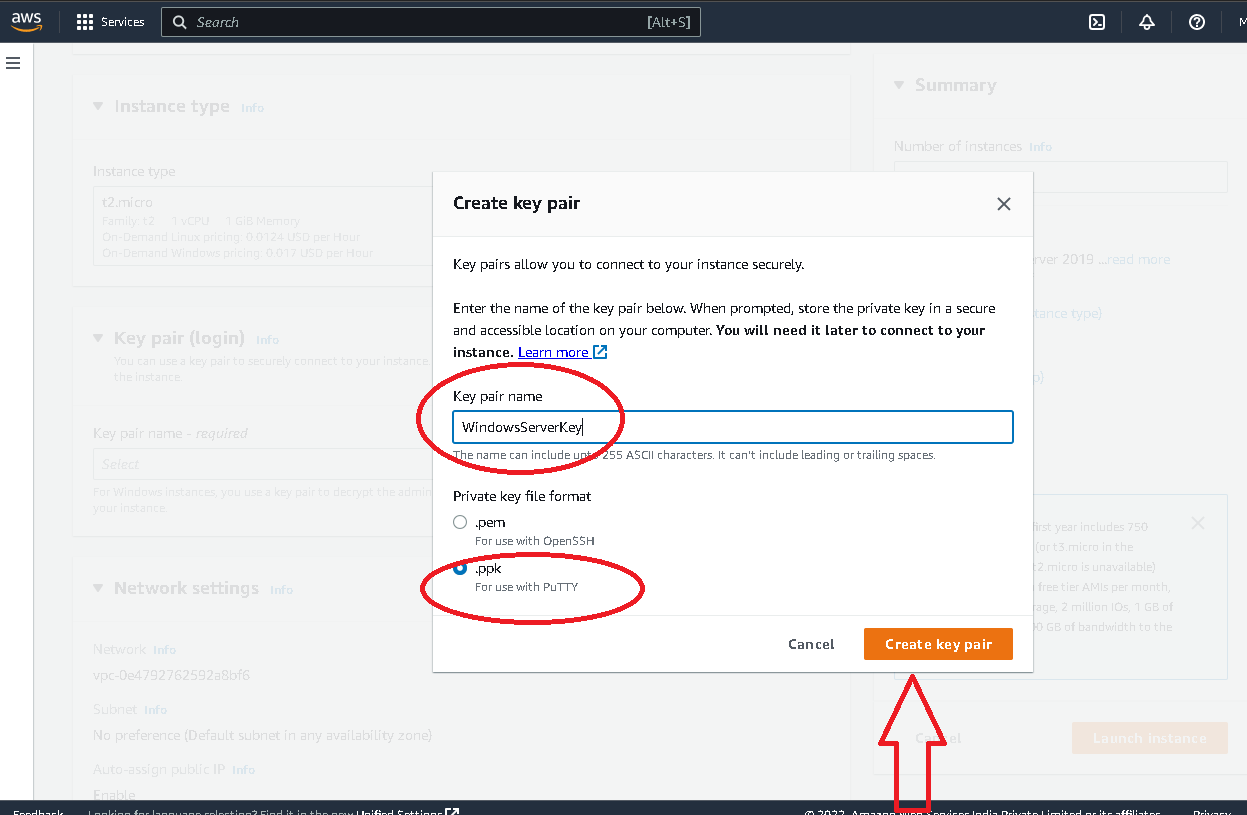 aws
Services
Search
[Alt+S]
Instance type Info
Instance type
t2.micro
Family: t2 1 vCPU 1 GiB Memory
On-Demand Linux pricing: 0.0124 USD per Hour
On-Demand Windows pricing: 0.017 USD per Hour
Key pair (login) Info
You can use a key pair to securely connect to your instance
the instance.
Key pair name - required
Select
For Windows instances, you use a key pair to decrypt the admin
your instance.
Network settings Info
Network Info
vpc-0e4792762592a8bf6
Subnet Info
No preference (Default subnet in any availability zone)
Auto-assign public IP Info
Enable
Create key pair
Key pairs allow you to connect to your instance securely.
Enter the name of the key pair below. When prompted, store the private key in a secure
and accessible location on your computer. You will need it later to connect to your
instance. Learn more
Key pair name
WindowsServerKey
The name can include upto 255 ASCII characters. It can't include leading or trailing spaces.
Private key file format
.pem
For use with OpenSSH
.ppk
For use with PuTTY
Cancel
Create key pair
Summary
Number of instances Info
rver 2019 ...read more
stance type)
first year includes 750
(or t3.micro in the
t2.micro is unavailable)
free tier AMIs per month,
rage, 2 million IOs, 1 GB of
00 GB of bandwidth to the
Cancel
Launch instance
Feedback
Looking for language selection? Find it in the new Unified Settings
© 2022, Amazon Web Services India Private Limited or its affiliates.
Privacy